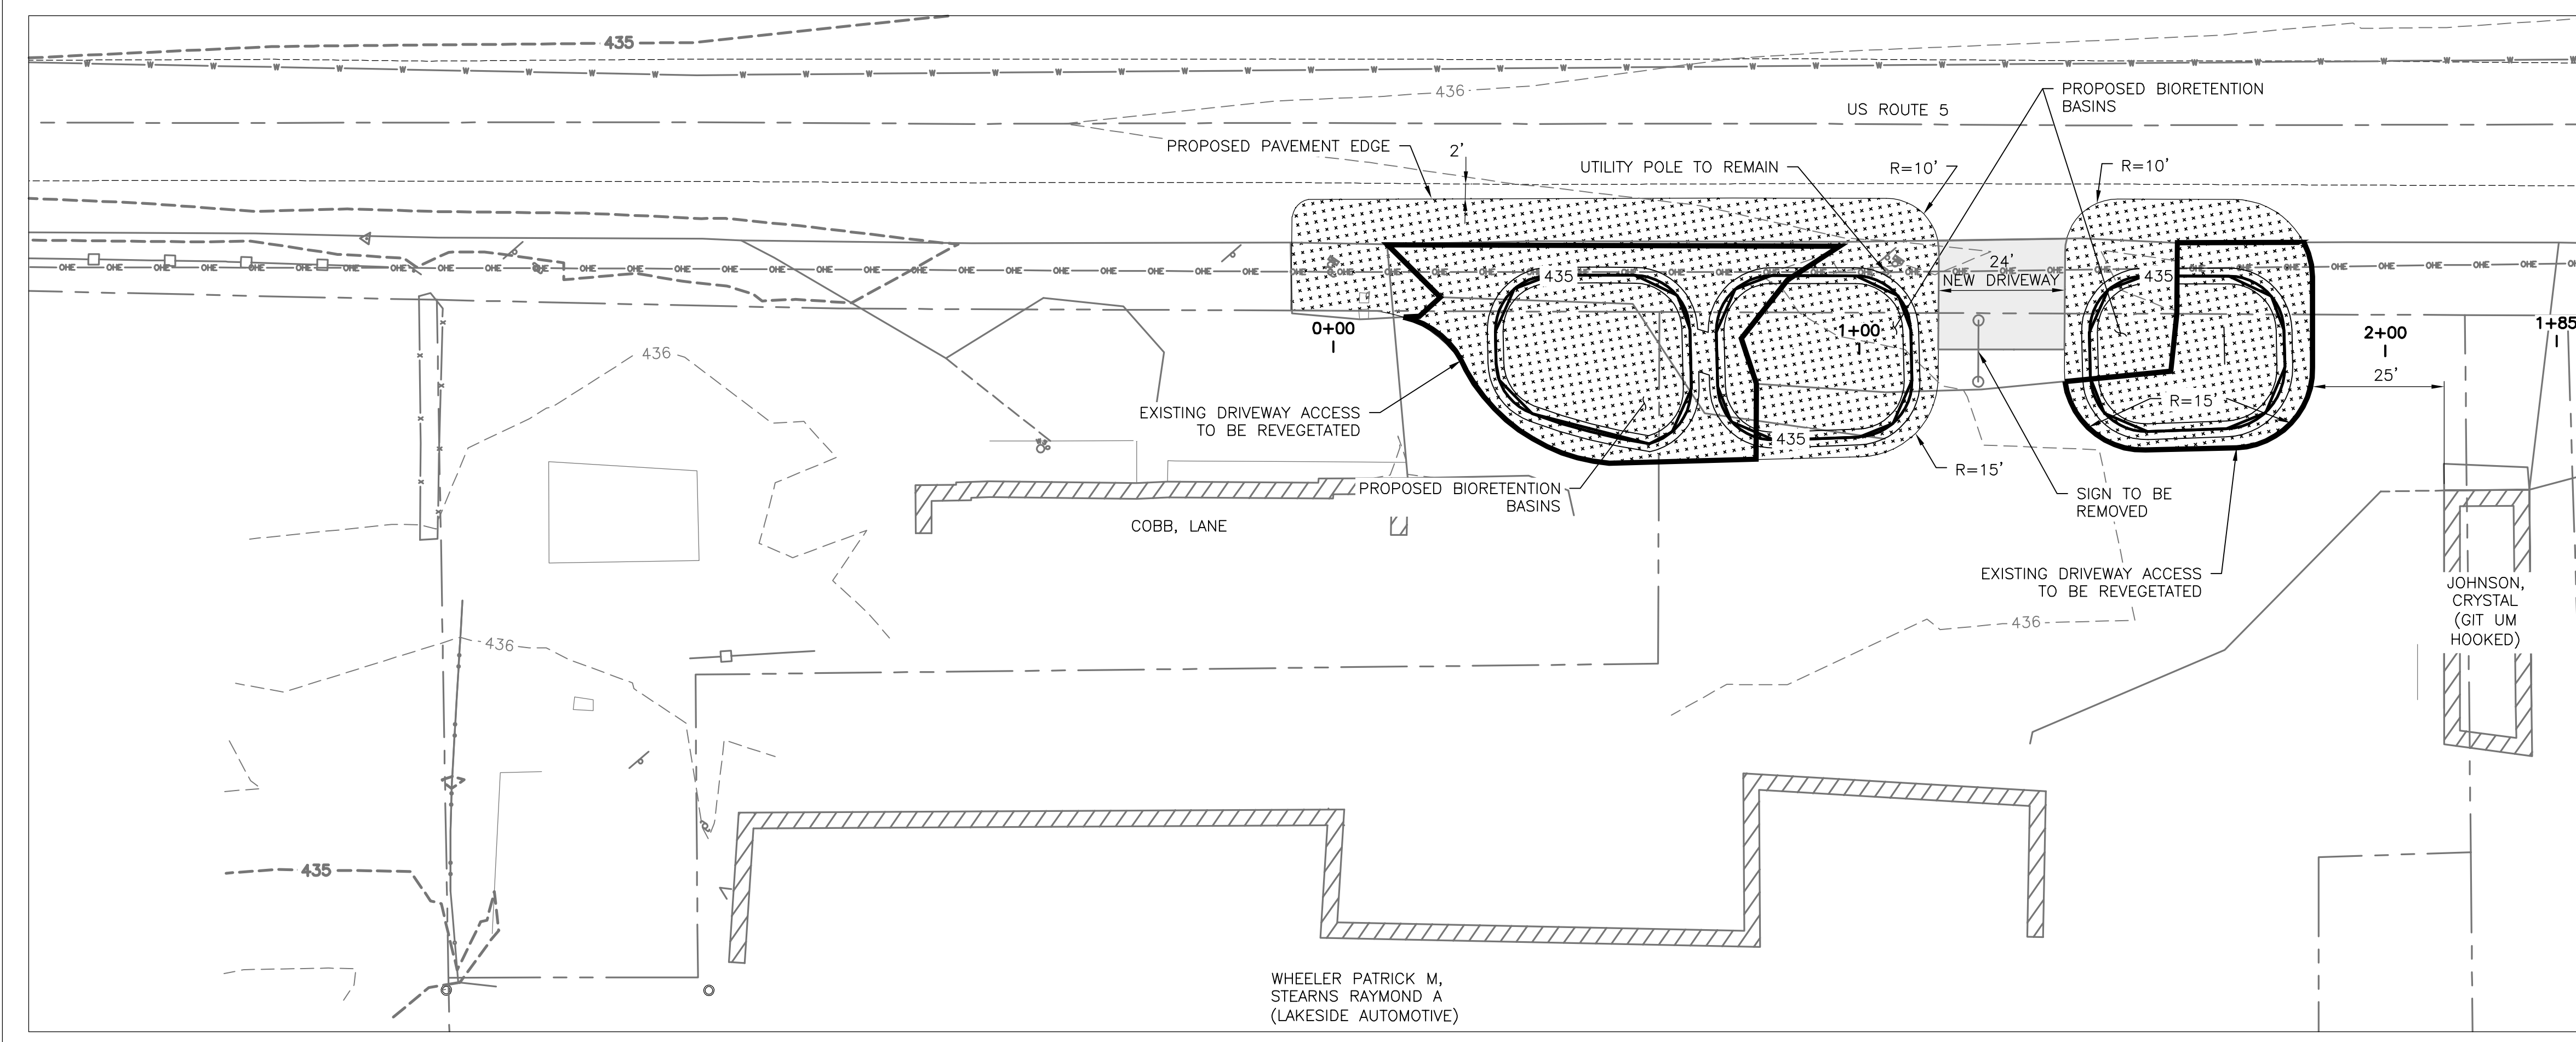 435
436
US ROUTE 5
PROPOSED BIORETENTION
BASINS
PROPOSED PAVEMENT EDGE
2'
UTILITY POLE TO REMAIN
R=10'
R=10'
24'
NEW DRIVEWAY
435
435
0+00
1+00
2+00
1+85
25'
436
EXISTING DRIVEWAY ACCESS
TO BE REVEGETATED
R=15'
435
R=15'
PROPOSED BIORETENTION
BASINS
SIGN TO BE
REMOVED
COBB, LANE
EXISTING DRIVEWAY ACCESS
TO BE REVEGETATED
JOHNSON,
CRYSTAL
(GIT UM
HOOKED)
436
436
435
WHEELER PATRICK M,
STEARNS RAYMOND A
(LAKESIDE AUTOMOTIVE)